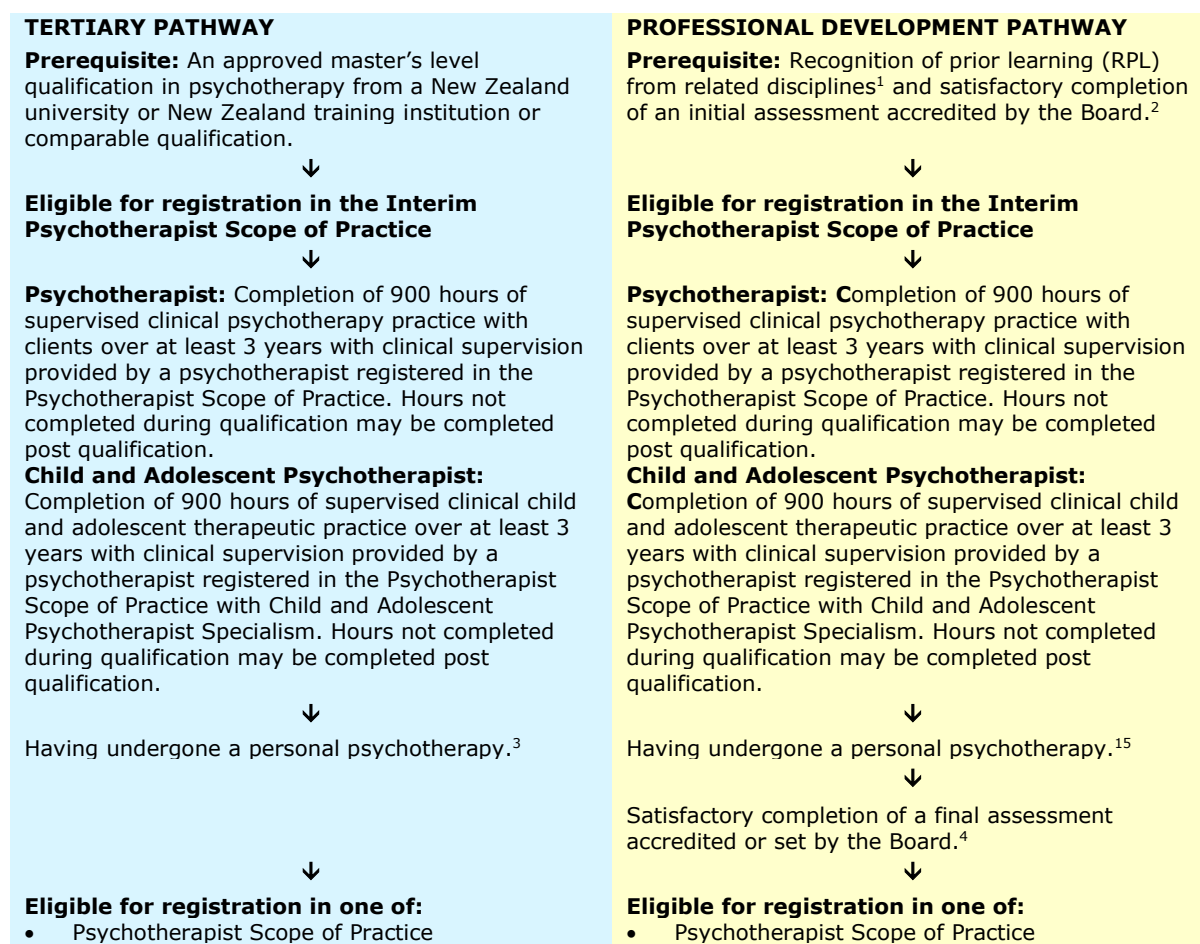 TERTIARY PATHWAY
Prerequisite: An approved master's level
qualification in psychotherapy from a New Zealand
university or New Zealand training institution or
comparable qualification.
↓
Eligible for registration in the Interim
Psychotherapist Scope of Practice
↓
Psychotherapist: Completion of 900 hours of
supervised clinical psychotherapy practice with
clients over at least 3 years with clinical supervision
provided by a psychotherapist registered in the
Psychotherapist Scope of Practice. Hours not
completed during qualification may be completed
post qualification.
Child and Adolescent Psychotherapist:
Completion of 900 hours of supervised clinical child
and adolescent therapeutic practice over at least 3
years with clinical supervision provided by a
psychotherapist registered in the Psychotherapist
Scope of Practice with Child and Adolescent
Psychotherapist Specialism. Hours not completed
during qualification may be completed post
qualification.
↓
Having undergone a personal psychotherapy.³
↓
Eligible for registration in one of:
• Psychotherapist Scope of Practice
PROFESSIONAL DEVELOPMENT PATHWAY
Prerequisite: Recognition of prior learning (RPL)
from related disciplines¹ and satisfactory completion
of an initial assessment accredited by the Board.²
↓
Eligible for registration in the Interim
Psychotherapist Scope of Practice
↓
Psychotherapist: Completion of 900 hours of
supervised clinical psychotherapy practice with
clients over at least 3 years with clinical supervision
provided by a psychotherapist registered in the
Psychotherapist Scope of Practice. Hours not
completed during qualification may be completed
post qualification.
Child and Adolescent Psychotherapist:
Completion of 900 hours of supervised clinical child
and adolescent therapeutic practice over at least 3
years with clinical supervision provided by a
psychotherapist registered in the Psychotherapist
Scope of Practice with Child and Adolescent
Psychotherapist Specialism. Hours not completed
during qualification may be completed post
qualification.
↓
Having undergone a personal psychotherapy.¹⁵
↓
Satisfactory completion of a final assessment
accredited or set by the Board.⁴
↓
Eligible for registration in one of:
• Psychotherapist Scope of Practice